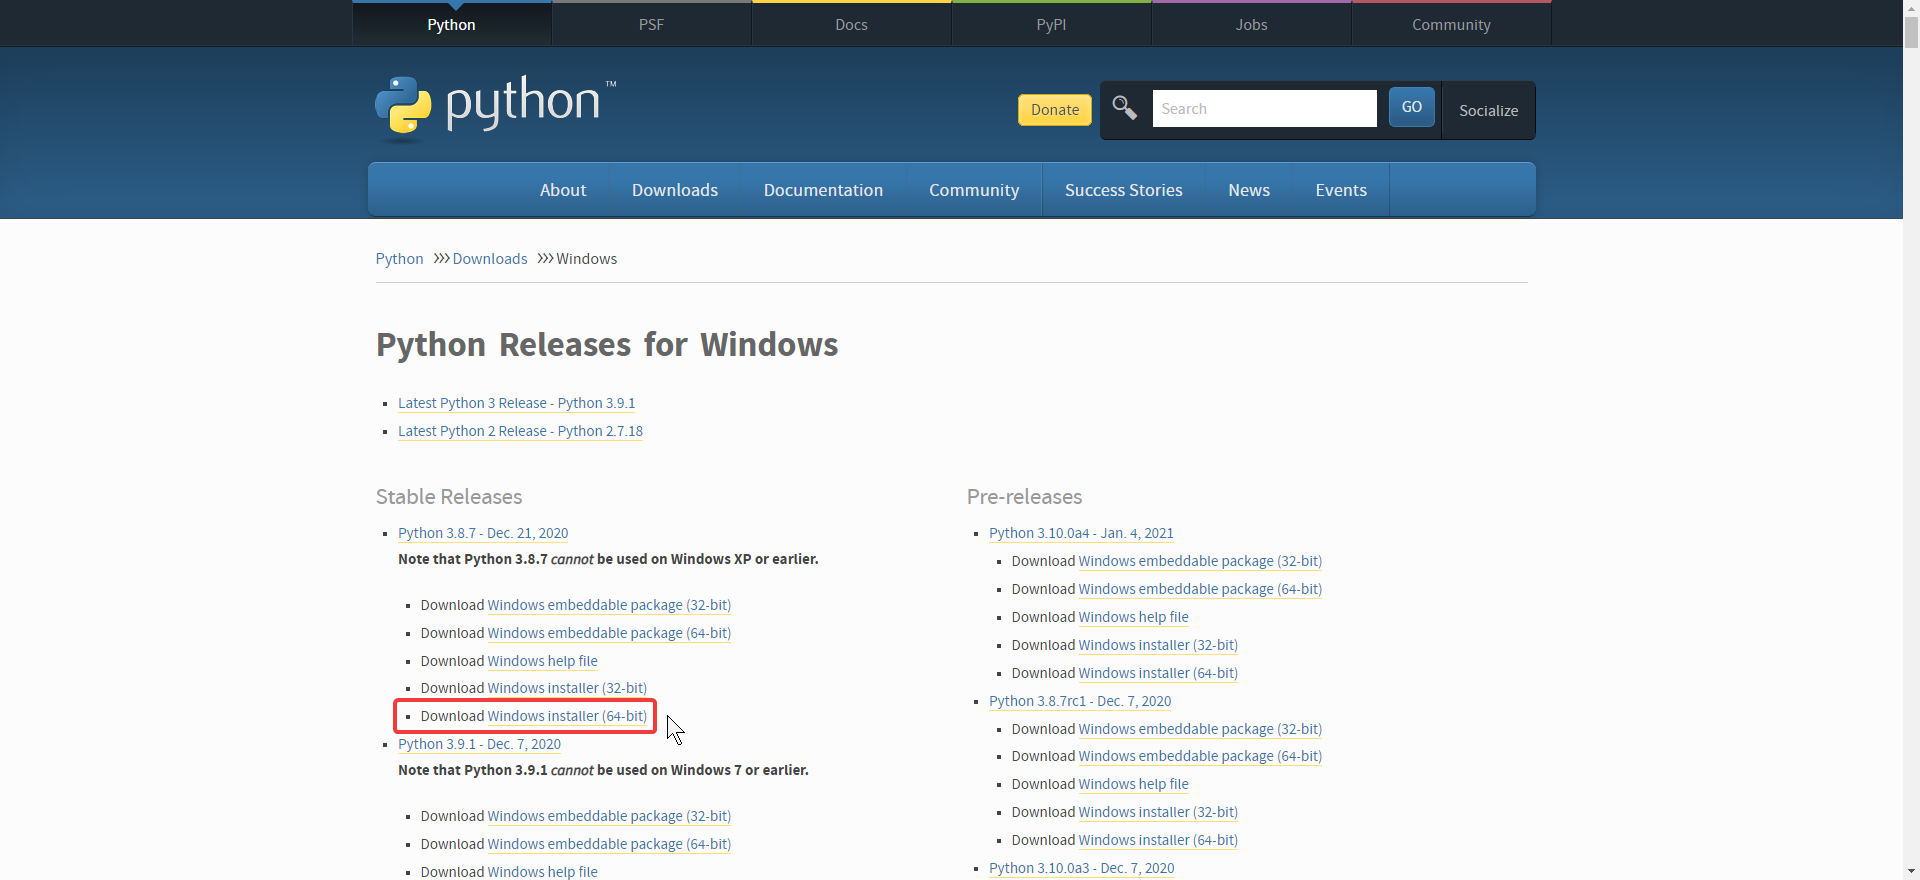 Python PSF Docs PyPI Jobs Community
python™
Donate Search GO Socialize
About Downloads Documentation Community Success Stories News Events
Python >>> Downloads >>> Windows
Python Releases for Windows
Latest Python 3 Release - Python 3.9.1
Latest Python 2 Release - Python 2.7.18
Stable Releases
Python 3.8.7 - Dec. 21, 2020
Note that Python 3.8.7 cannot be used on Windows XP or earlier.
Download Windows embeddable package (32-bit)
Download Windows embeddable package (64-bit)
Download Windows help file
Download Windows installer (32-bit)
Download Windows installer (64-bit)
Python 3.9.1 - Dec. 7, 2020
Note that Python 3.9.1 cannot be used on Windows 7 or earlier.
Download Windows embeddable package (32-bit)
Download Windows embeddable package (64-bit)
Download Windows help file
Pre-releases
Python 3.10.0a4 - Jan. 4, 2021
Download Windows embeddable package (32-bit)
Download Windows embeddable package (64-bit)
Download Windows help file
Download Windows installer (32-bit)
Download Windows installer (64-bit)
Python 3.8.7rc1 - Dec. 7, 2020
Download Windows embeddable package (32-bit)
Download Windows embeddable package (64-bit)
Download Windows help file
Download Windows installer (32-bit)
Download Windows installer (64-bit)
Python 3.10.0a3 - Dec. 7, 2020